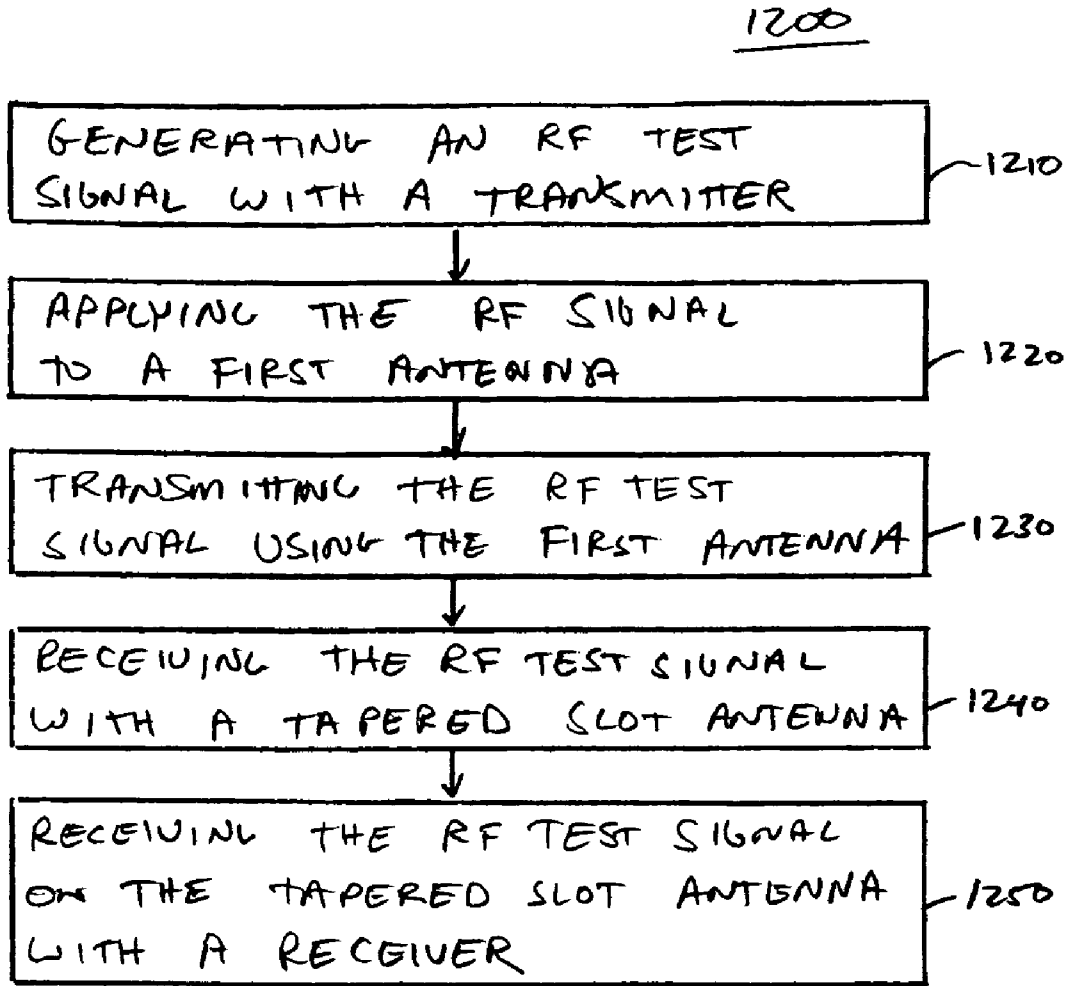 1200
GENERATING AN RF TEST
SIGNAL WITH A TRANSMITTER
1210
APPLYING THE RF SIGNAL
TO A FIRST ANTENNA
1220
TRANSMITTING THE RF TEST
SIGNAL USING THE FIRST ANTENNA
1230
RECEIVING THE RF TEST SIGNAL
WITH A TAPERED SLOT ANTENNA
1240
RECEIVING THE RF TEST SIGNAL
ON THE TAPERED SLOT ANTENNA
WITH A RECEIVER
1250